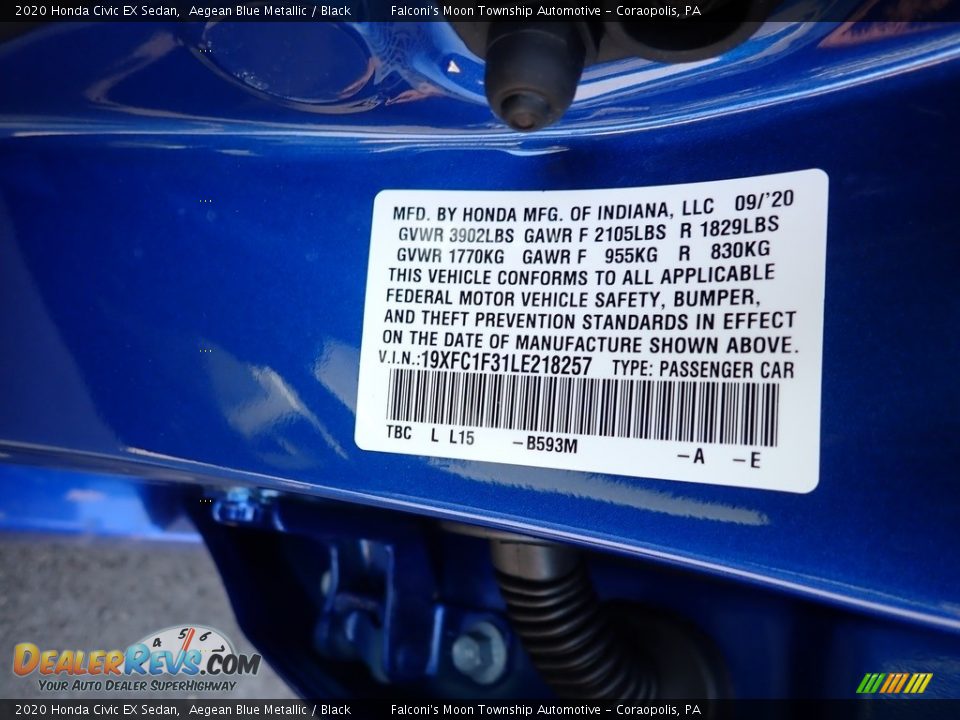 2020 Honda Civic EX Sedan, Aegean Blue Metallic / Black Falconi's Moon Township Automotive - Coraopolis, PA
MFD. BY HONDA MFG. OF INDIANA, LLC 09/'20
GVWR 3902LBS GAWR F 2105LBS R 1829LBS
GVWR 1770KG GAWR F 955KG R 830KG
THIS VEHICLE CONFORMS TO ALL APPLICABLE
FEDERAL MOTOR VEHICLE SAFETY, BUMPER,
AND THEFT PREVENTION STANDARDS IN EFFECT
ON THE DATE OF MANUFACTURE SHOWN ABOVE.
V.I.N.:19XFC1F31LE218257 TYPE: PASSENGER CAR
TBC L L15 -B593M -A -E
4 5 6
DEALERREVS.COM
YOUR AUTO DEALER SUPERHIGHWAY
2020 Honda Civic EX Sedan, Aegean Blue Metallic / Black Falconi's Moon Township Automotive - Coraopolis, PA